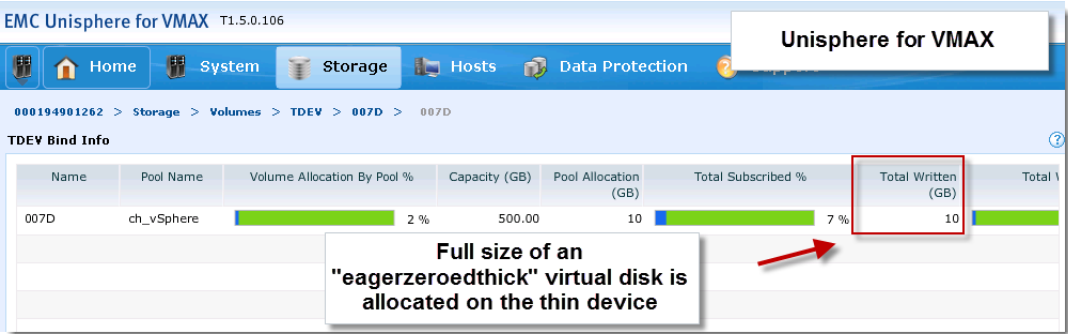 EMC Unisphere for VMAX T1.5.0.106
Unisphere for VMAX
Home System Storage Hosts Data Protection
000194901262 > Storage > Volumes > TDEV > 007D > 007D
TDEV Bind Info
Name Pool Name Volume Allocation By Pool % Capacity (GB) Pool Allocation (GB) Total Subscribed % Total Written (GB) Total
007D ch_vSphere 2 % 500.00 10 7 % 10
Full size of an
"eagerzeroedthick" virtual disk is
allocated on the thin device